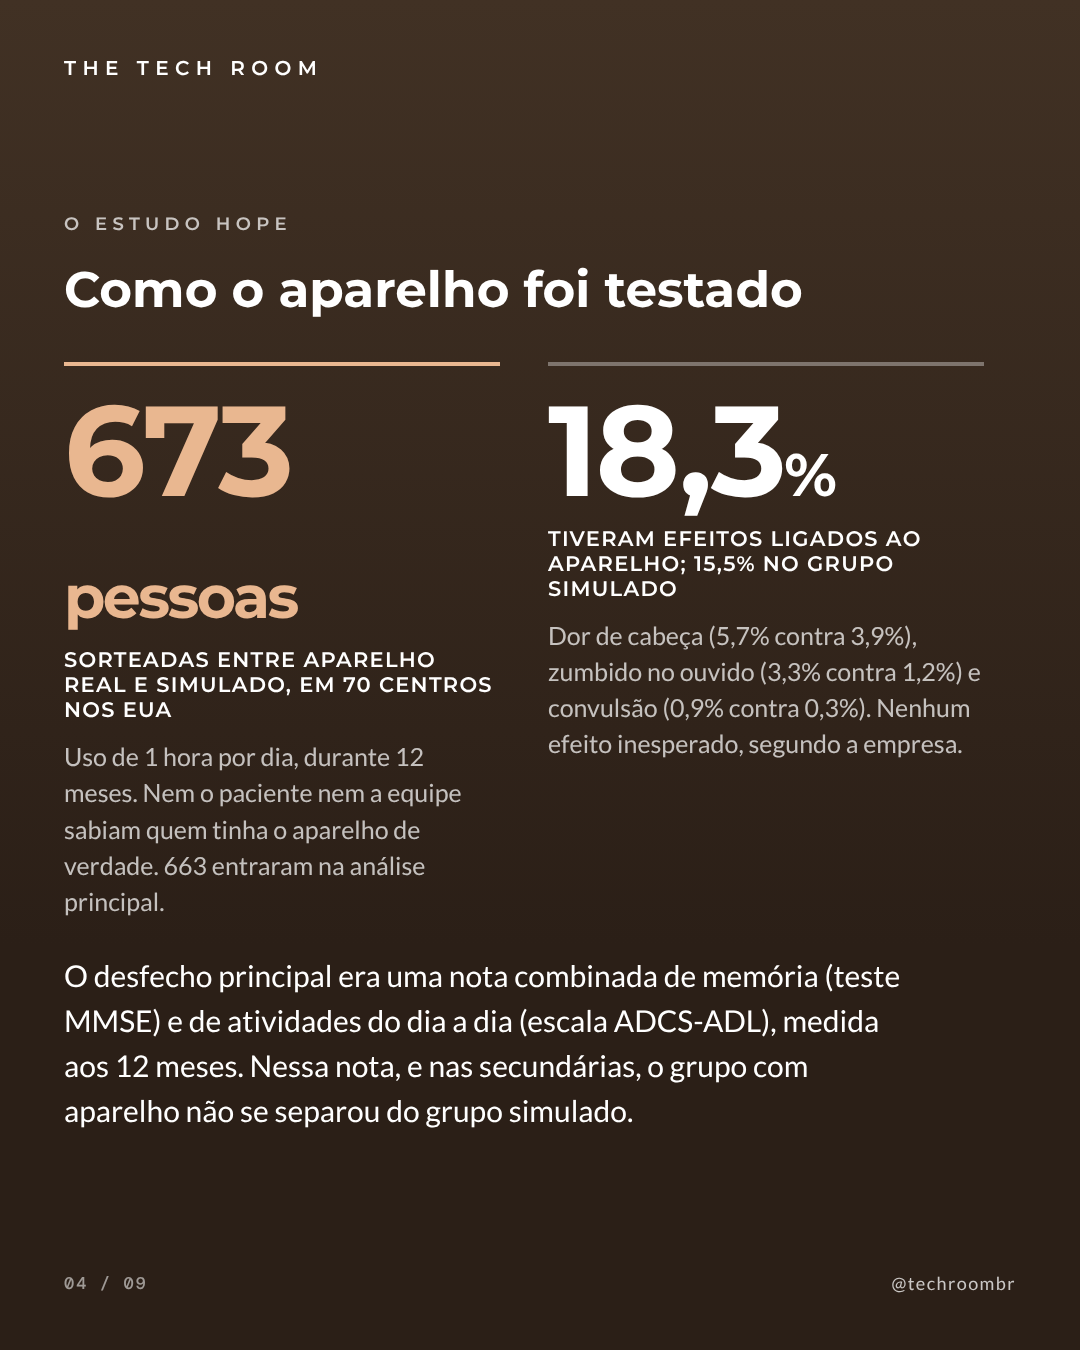 THE TECH ROOM
O ESTUDO HOPE
Como o aparelho foi testado
673
pessoas
SORTEADAS ENTRE APARELHO
REAL E SIMULADO, EM 70 CENTROS
NOS EUA
Uso de 1 hora por dia, durante 12
meses. Nem o paciente nem a equipe
sabiam quem tinha o aparelho de
verdade. 663 entraram na análise
principal.
18,3%
TIVERAM EFEITOS LIGADOS AO
APARELHO; 15,5% NO GRUPO
SIMULADO
Dor de cabeça (5,7% contra 3,9%),
zumbido no ouvido (3,3% contra 1,2%) e
convulsão (0,9% contra 0,3%). Nenhum
efeito inesperado, segundo a empresa.
O desfecho principal era uma nota combinada de memória (teste
MMSE) e de atividades do dia a dia (escala ADCS-ADL), medida
aos 12 meses. Nessa nota, e nas secundárias, o grupo com
aparelho não se separou do grupo simulado.
04 / 09
@techroombr